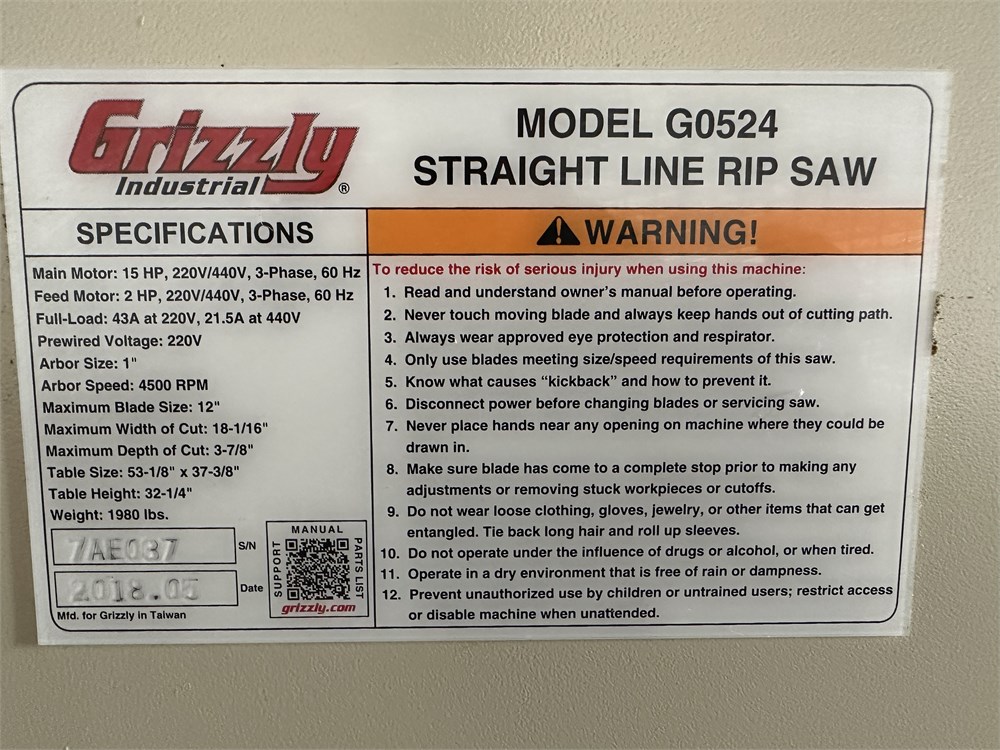 Grizzly
Industrial®
MODEL G0524
STRAIGHT LINE RIP SAW
SPECIFICATIONS
Main Motor: 15 HP, 220V/440V, 3-Phase, 60 Hz
Feed Motor: 2 HP, 220V/440V, 3-Phase, 60 Hz
Full-Load: 43A at 220V, 21.5A at 440V
Prewired Voltage: 220V
Arbor Size: 1"
Arbor Speed: 4500 RPM
Maximum Blade Size: 12"
Maximum Width of Cut: 18-1/16"
Maximum Depth of Cut: 3-7/8"
Table Size: 53-1/8" x 37-3/8"
Table Height: 32-1/4"
Weight: 1980 lbs.
7AE087 S/N
2018.05 Date
Mfd. for Grizzly in Taiwan
MANUAL
SUPPORT
PARTS LIST
grizzly.com
WARNING!
To reduce the risk of serious injury when using this machine:
1. Read and understand owner's manual before operating.
2. Never touch moving blade and always keep hands out of cutting path.
3. Always wear approved eye protection and respirator.
4. Only use blades meeting size/speed requirements of this saw.
5. Know what causes “kickback” and how to prevent it.
6. Disconnect power before changing blades or servicing saw.
7. Never place hands near any opening on machine where they could be
drawn in.
8. Make sure blade has come to a complete stop prior to making any
adjustments or removing stuck workpieces or cutoffs.
9. Do not wear loose clothing, gloves, jewelry, or other items that can get
entangled. Tie back long hair and roll up sleeves.
10. Do not operate under the influence of drugs or alcohol, or when tired.
11. Operate in a dry environment that is free of rain or dampness.
12. Prevent unauthorized use by children or untrained users; restrict access
or disable machine when unattended.